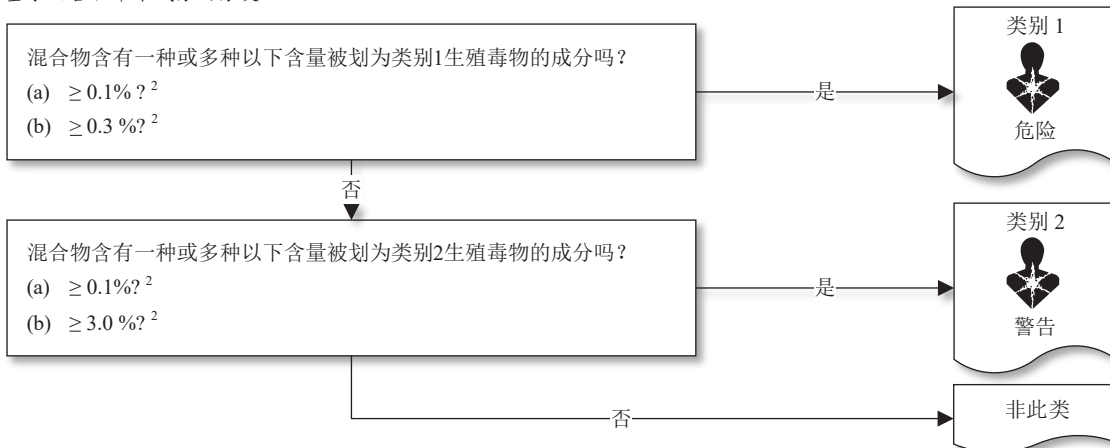 混合物含有一种或多种以下含量被划为类别1生殖毒物的成分吗？
(a) ≥ 0.1% ? ²
(b) ≥ 0.3 %? ²
是
类别 1
危险
否
混合物含有一种或多种以下含量被划为类别2生殖毒物的成分吗？
(a) ≥ 0.1%? ²
(b) ≥ 3.0 %? ²
是
类别 2
警告
否
非此类